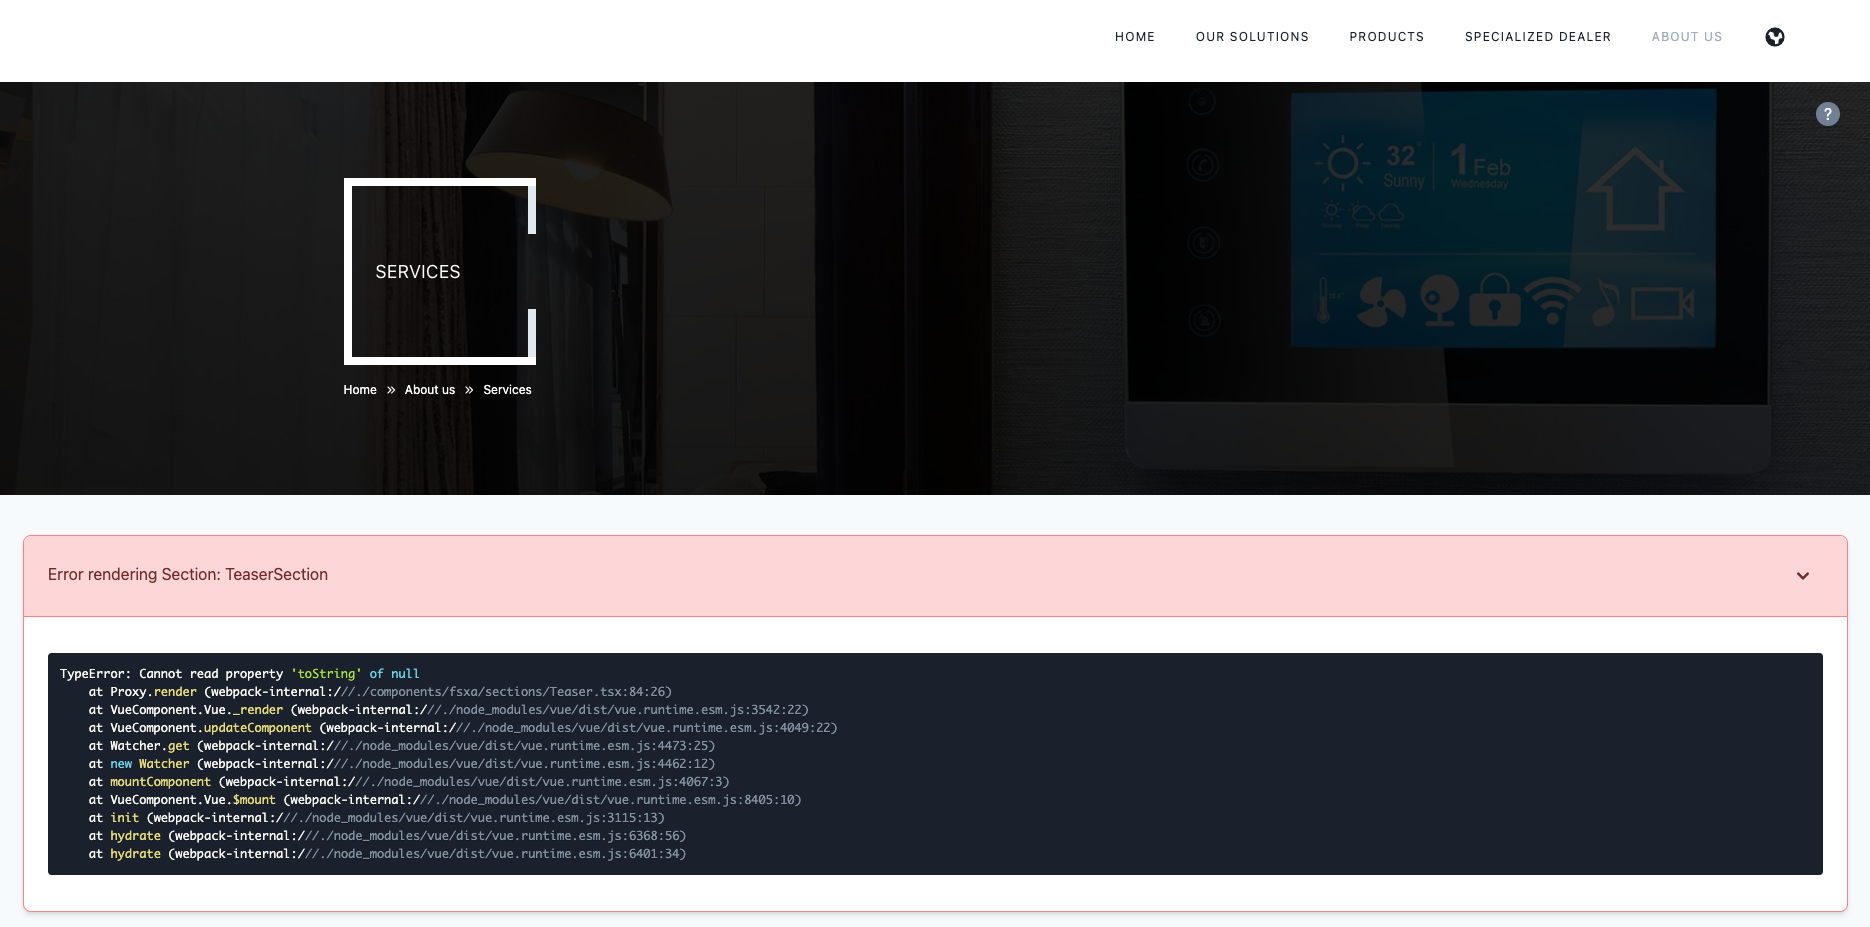 HOME OUR SOLUTIONS PRODUCTS SPECIALIZED DEALER ABOUT US
?
32° 1 Feb
Sunny Wednesday
SERVICES
Home » About us » Services
Error rendering Section: TeaserSection
TypeError: Cannot read property 'toString' of null
at Proxy.render (webpack-internal:///./components/fsxa/sections/Teaser.tsx:84:26)
at VueComponent.Vue._render (webpack-internal:///./node_modules/vue/dist/vue.runtime.esm.js:3542:22)
at VueComponent.updateComponent (webpack-internal:///./node_modules/vue/dist/vue.runtime.esm.js:4049:22)
at Watcher.get (webpack-internal:///./node_modules/vue/dist/vue.runtime.esm.js:4473:25)
at new Watcher (webpack-internal:///./node_modules/vue/dist/vue.runtime.esm.js:4462:12)
at mountComponent (webpack-internal:///./node_modules/vue/dist/vue.runtime.esm.js:4067:3)
at VueComponent.Vue.$mount (webpack-internal:///./node_modules/vue/dist/vue.runtime.esm.js:8405:10)
at init (webpack-internal:///./node_modules/vue/dist/vue.runtime.esm.js:3115:13)
at hydrate (webpack-internal:///./node_modules/vue/dist/vue.runtime.esm.js:6368:56)
at hydrate (webpack-internal:///./node_modules/vue/dist/vue.runtime.esm.js:6401:34)